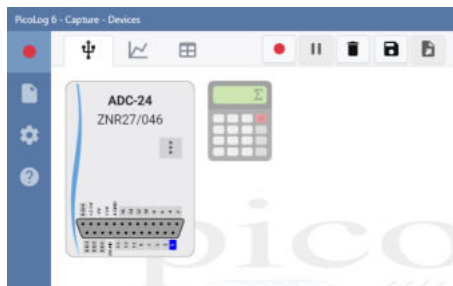 PicoLog 6 - Capture - Devices
Σ
ADC-24
ZNR27/046
pico